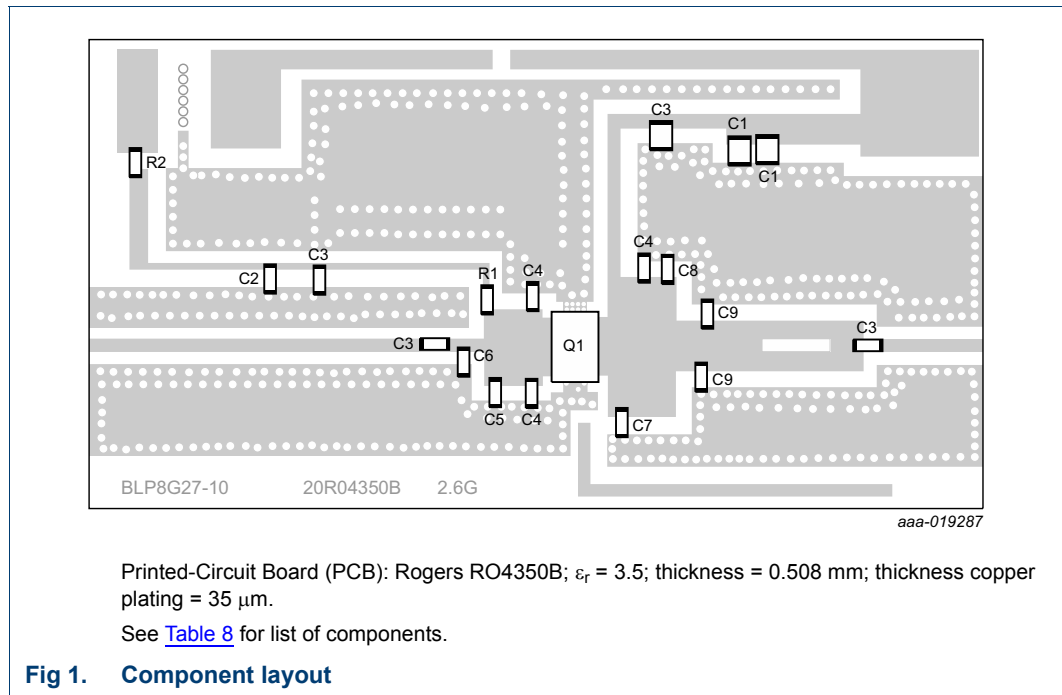 C3
C1
C1
R2
C3
C2
R1
C4
C4
C8
C9
C3
C6
Q1
C3
C9
C5
C4
C7
BLP8G27-10 20R04350B 2.6G
aaa-019287
Printed-Circuit Board (PCB): Rogers RO4350B; εr = 3.5; thickness = 0.508 mm; thickness copper
plating = 35 μm.
See Table 8 for list of components.
Fig 1. Component layout